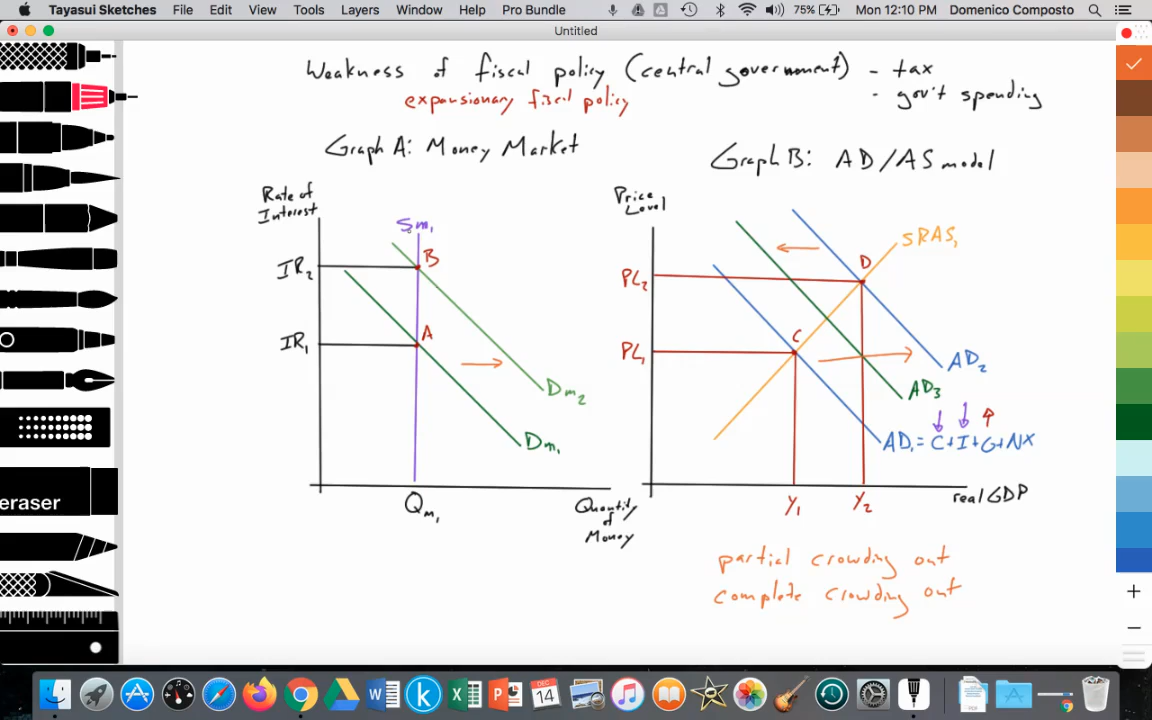 Tayasui Sketches File Edit View Tools Layers Window Help Pro Bundle 75% Mon 12:10 PM Domenico Composto
Untitled
Weakness of fiscal policy (central government) - tax
- gov't spending
expansionary fiscal policy
Graph A: Money Market
Graph B: AD/AS model
Rate of
Interest
Sm1
B
IR2
A
IR1
Dm2
Dm1
Qm1
Quantity
of
Money
Price
Level
SRAS1
D
PL2
C
PL1
AD2
AD3
AD1 = C+I+G+NX
Y1
Y2
real GDP
partial crowding out
complete crowding out
eraser
DEC
14